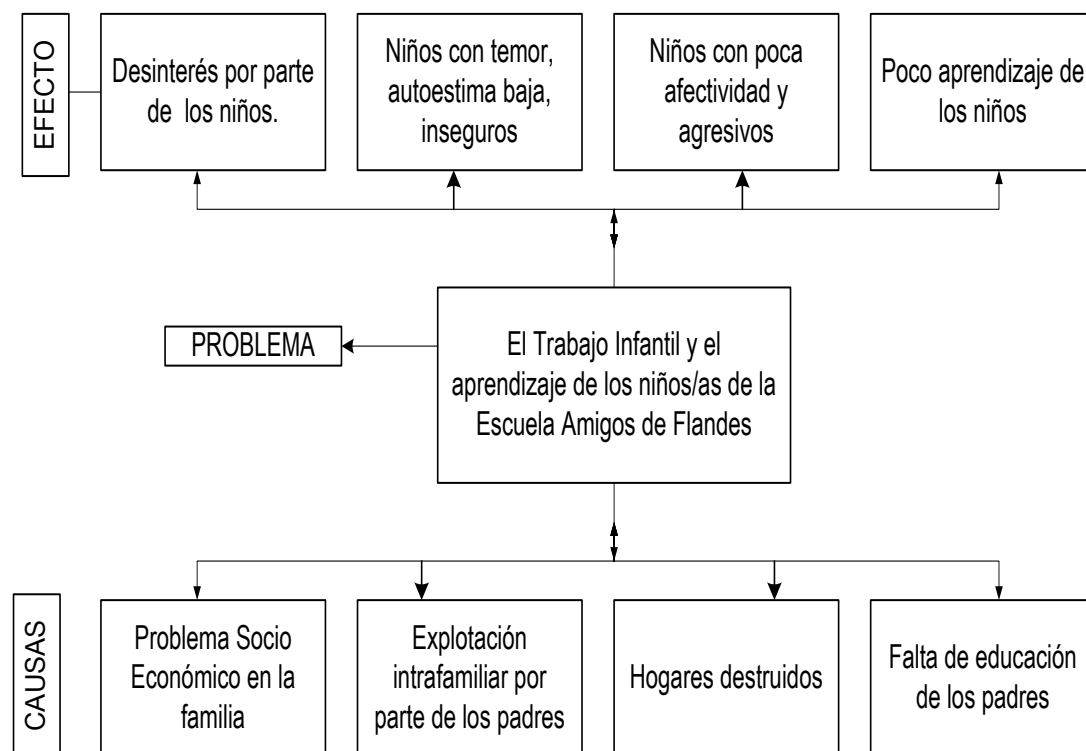 EFECTO
Desinterés por parte
de los niños.
Niños con temor,
autoestima baja,
inseguros
Niños con poca
afectividad y
agresivos
Poco aprendizaje de
los niños
PROBLEMA
El Trabajo Infantil y el
aprendizaje de los niños/as de la
Escuela Amigos de Flandes
CAUSAS
Problema Socio
Económico en la
familia
Explotación
intrafamiliar por
parte de los padres
Hogares destruidos
Falta de educación
de los padres